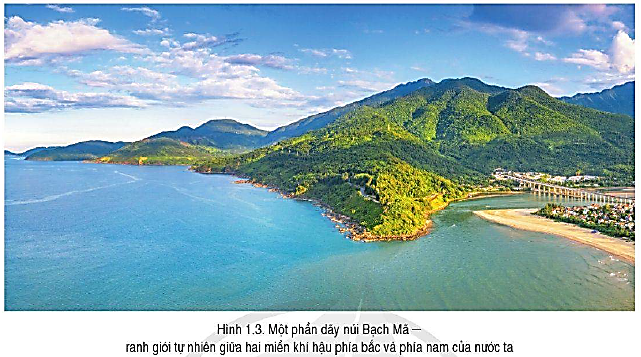 Hình 1.3. Một phần dãy núi Bạch Mã –
ranh giới tự nhiên giữa hai miền khí hậu phía bắc và phía nam của nước ta